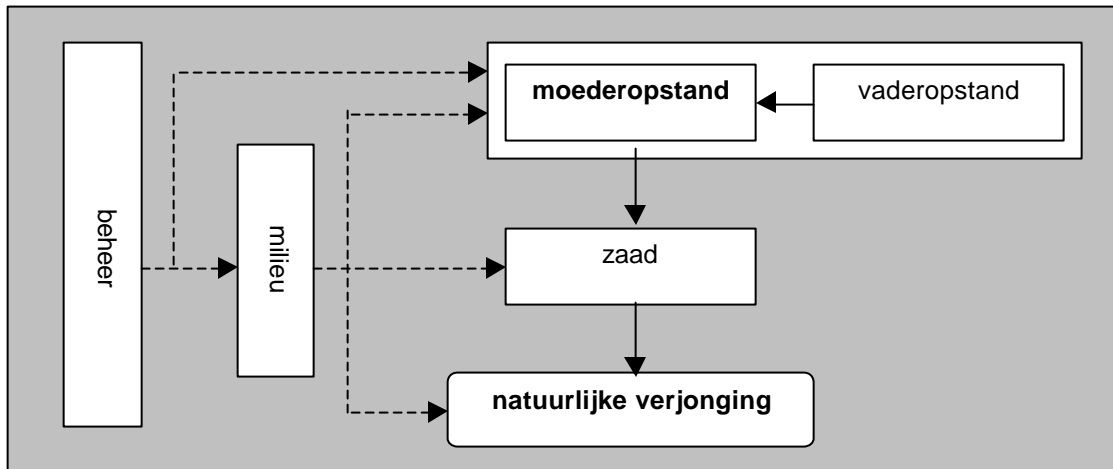 beheer
milieu
moederopstand
vaderopstand
zaad
natuurlijke verjonging